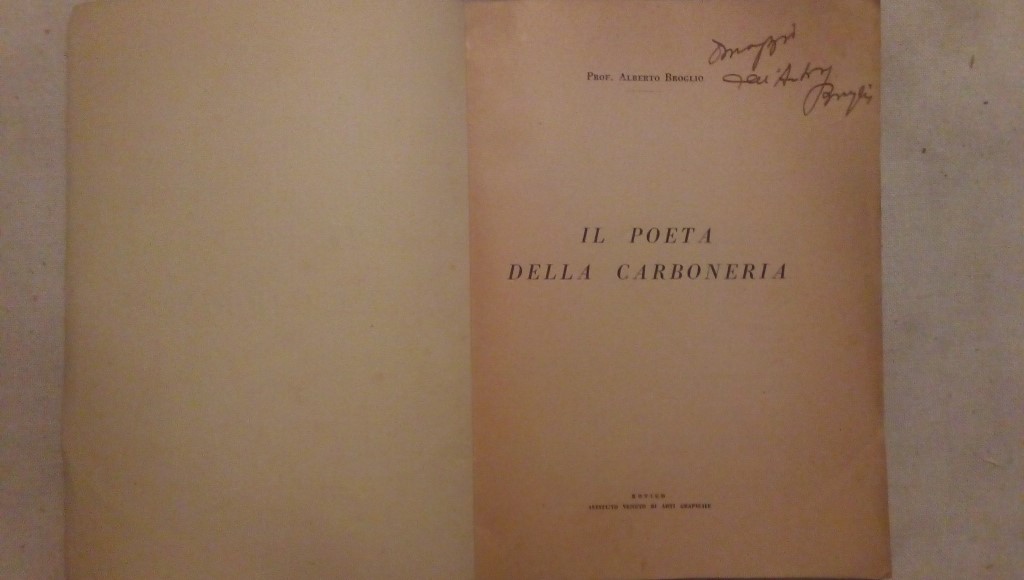 Prof. Alberto Broglio
Omaggio
dell'Autore
Broglio
IL POETA
DELLA CARBONERIA
ROVIGO
ISTITUTO VENETO DI ARTI GRAFICHE